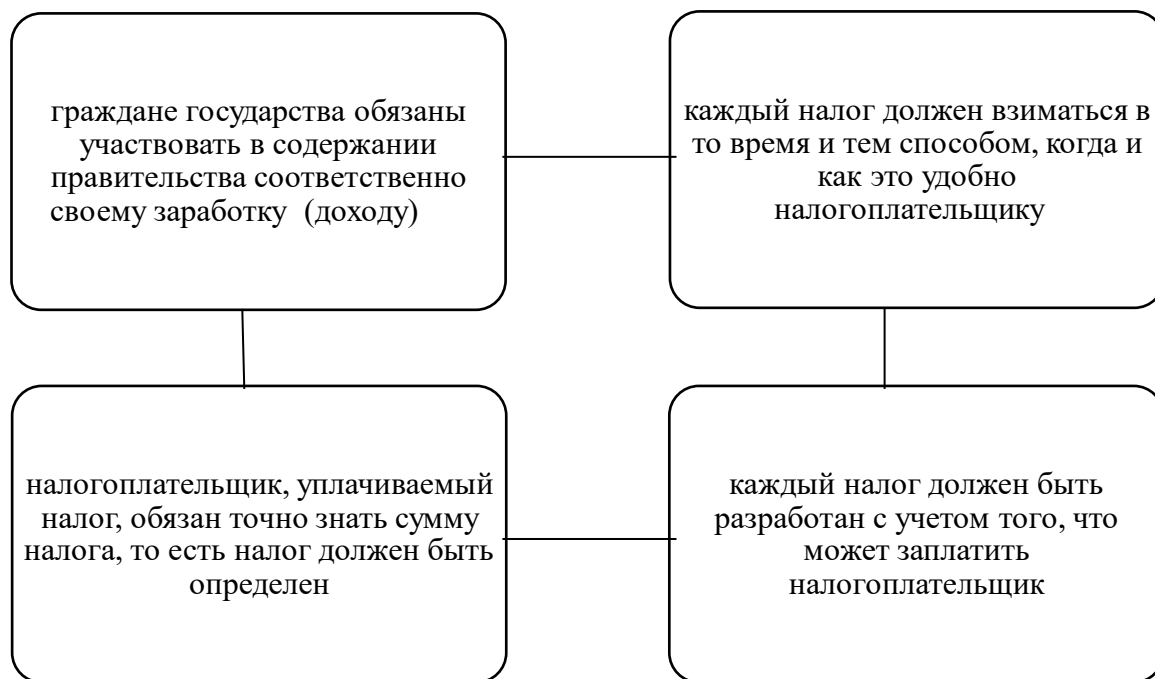 граждане государства обязаны
участвовать в содержании
правительства соответственно
своему заработку (доходу)
каждый налог должен взиматься в
то время и тем способом, когда и
как это удобно
налогоплательщику
налогоплательщик, уплачиваемый
налог, обязан точно знать сумму
налога, то есть налог должен быть
определен
каждый налог должен быть
разработан с учетом того, что
может заплатить
налогоплательщик